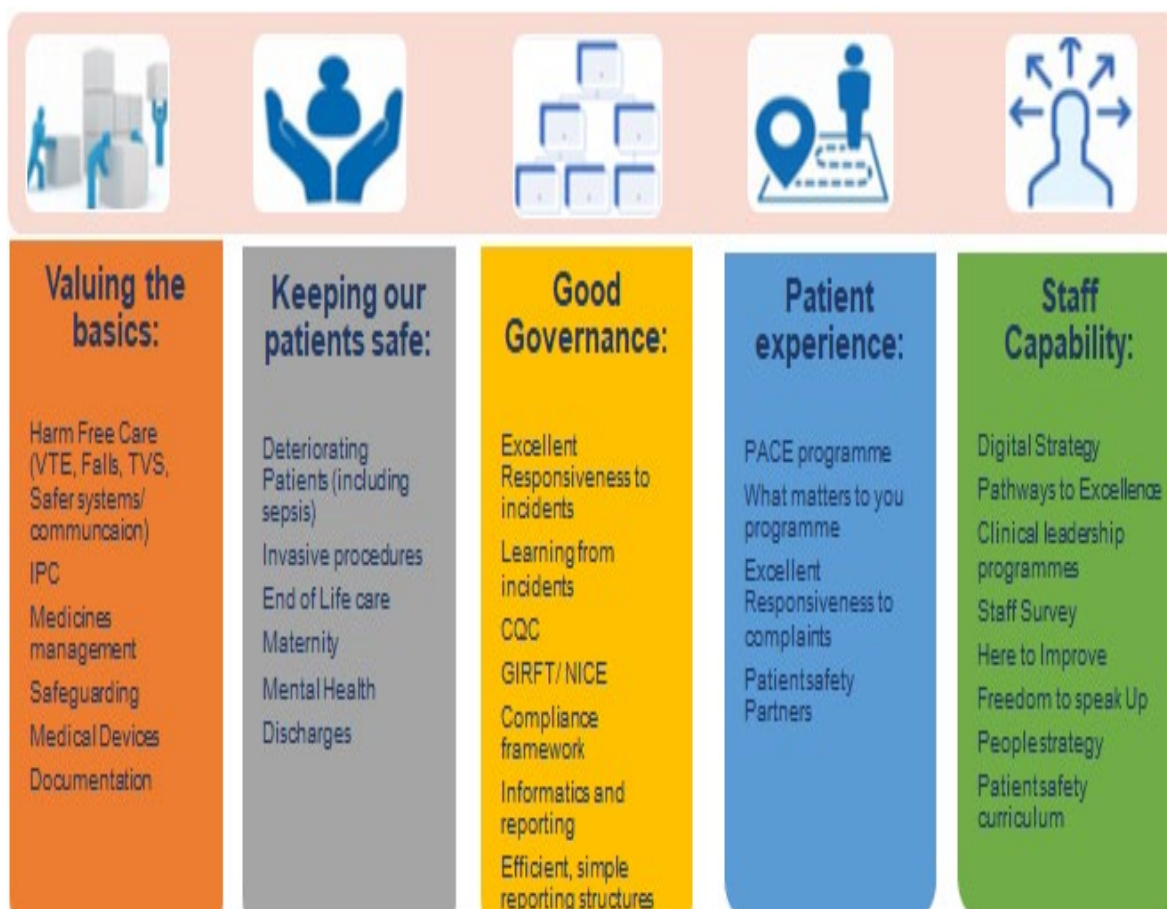 Valuing the
basics:
Harm Free Care
(VTE, Falls, TVS,
Safer systems/
communcaion)
IPC
Medicines
management
Safeguarding
Medical Devices
Documentation
Keeping our
patients safe:
Deteriorating
Patients (including
sepsis)
Invasive procedures
End of Life care
Maternity
Mental Health
Discharges
Good
Governance:
Excellent
Responsiveness to
incidents
Learning from
incidents
CQC
GIRFT/ NICE
Compliance
framework
Informatics and
reporting
Efficient, simple
reporting structures
Patient
experience:
PACE programme
What matters to you
programme
Excellent
Responsiveness to
complaints
Patient safety
Partners
Staff
Capability:
Digital Strategy
Pathways to Excellence
Clinical leadership
programmes
Staff Survey
Here to Improve
Freedom to speak Up
People strategy
Patient safety
curriculum